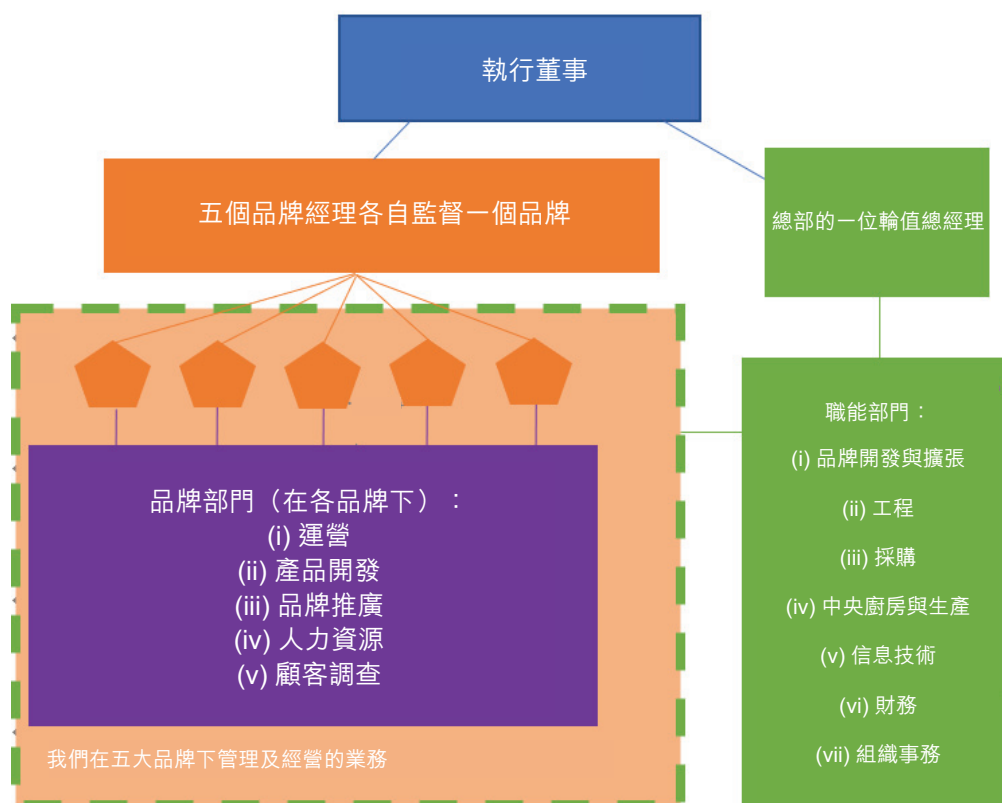 執行董事
五個品牌經理各自監督一個品牌
總部的一位輪值總經理
品牌部門（在各品牌下）：
(i) 運營
(ii) 產品開發
(iii) 品牌推廣
(iv) 人力資源
(v) 顧客調查
我們在五大品牌下管理及經營的業務
職能部門：
(i) 品牌開發與擴張
(ii) 工程
(iii) 採購
(iv) 中央廚房與生產
(v) 信息技術
(vi) 財務
(vii) 組織事務